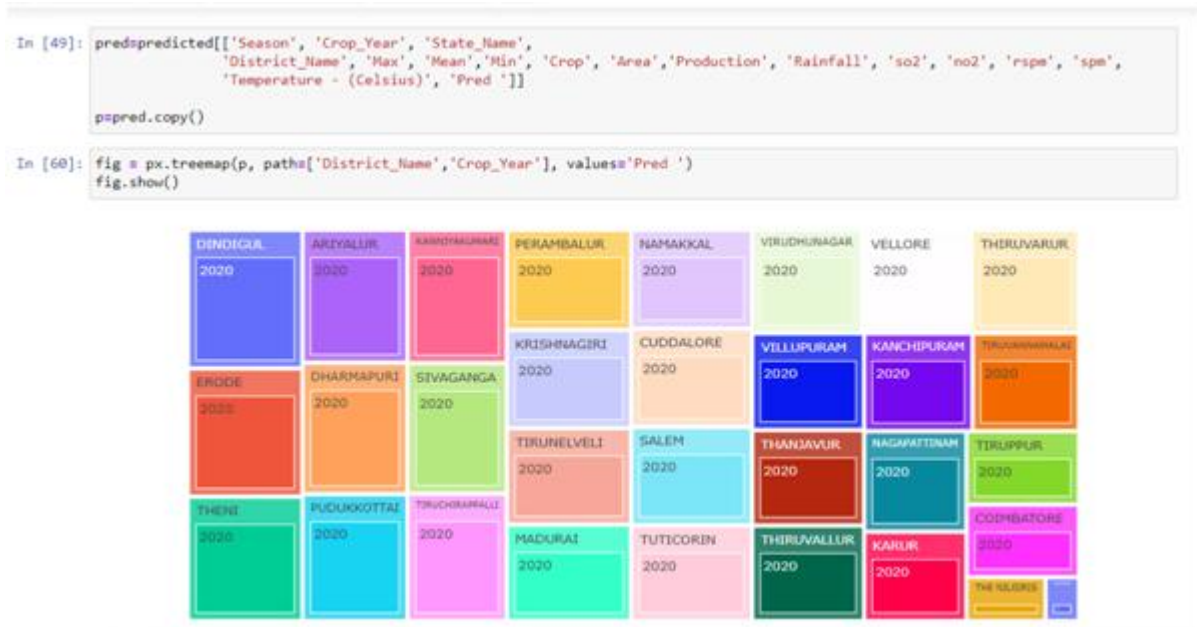 In [49]: pred=predicted[['Season', 'Crop_Year', 'State_Name',
'District_Name', 'Max', 'Mean','Min', 'Crop', 'Area','Production', 'Rainfall', 'so2', 'no2', 'rspm', 'spm',
'Temperature - (Celsius)', 'Pred ']]
p=pred.copy()
In [60]: fig = px.treemap(p, path=['District_Name','Crop_Year'], values='Pred ')
fig.show()
DINDIGUL
2020
ERODE
2020
THENI
2020
ARIYALUR
2020
DHARMAPURI
2020
PUDUKKOTTAI
2020
KANNIYAKUMARI
2020
SIVAGANGA
2020
TIRUCHIRAPPALLI
2020
PERAMBALUR
2020
KRISHNAGIRI
2020
TIRUNELVELI
2020
MADURAI
2020
NAMAKKAL
2020
CUDDALORE
2020
SALEM
2020
TUTICORIN
2020
VIRUDHUNAGAR
2020
VELLORE
2020
THIRUVARUR
2020
VILLUPURAM
2020
KANCHIPURAM
2020
TIRUVANNAMALAI
2020
THANJAVUR
2020
NAGAPATTINAM
2020
TIRUPPUR
2020
THIRUVALLUR
2020
KARUR
2020
COIMBATORE
2020
THE NILGIRIS